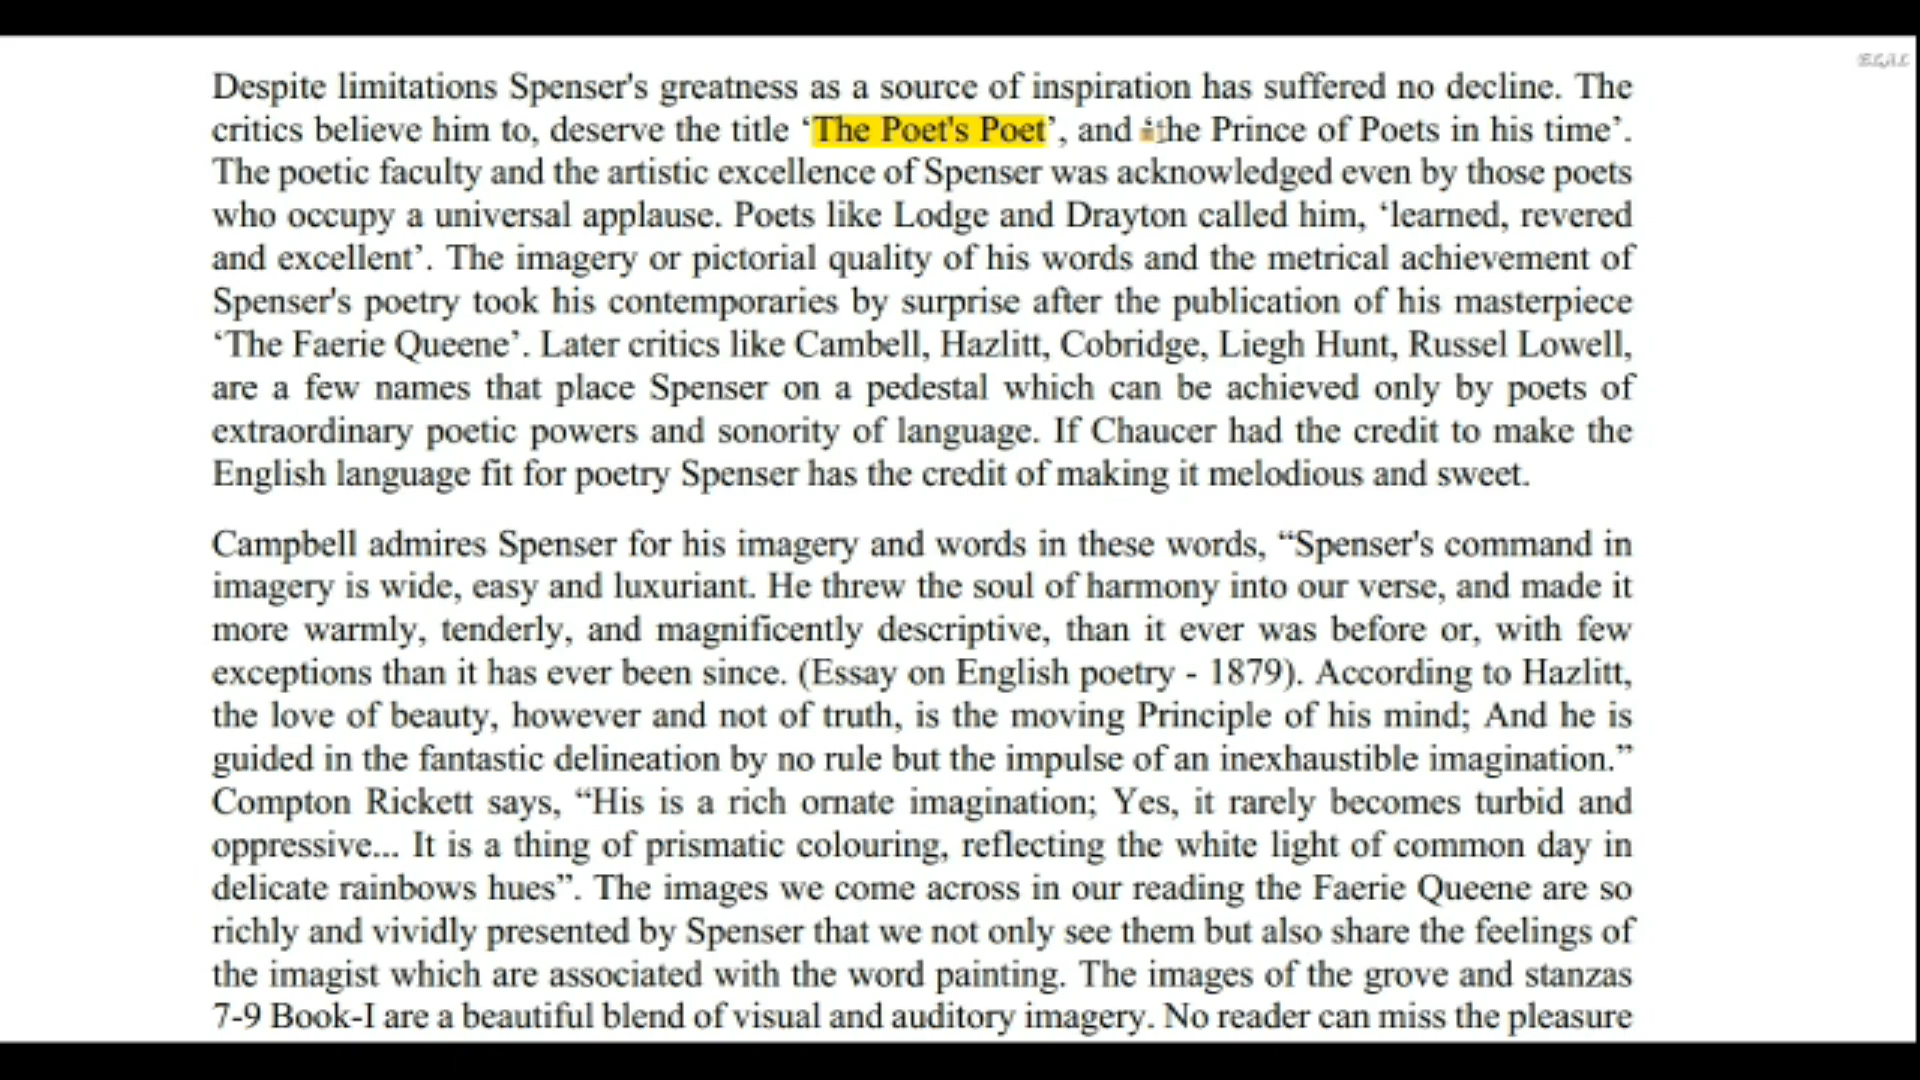 BLAL
Despite limitations Spenser's greatness as a source of inspiration has suffered no decline. The
critics believe him to, deserve the title ‘The Poet's Poet’, and the Prince of Poets in his time’.
The poetic faculty and the artistic excellence of Spenser was acknowledged even by those poets
who occupy a universal applause. Poets like Lodge and Drayton called him, ‘learned, revered
and excellent’. The imagery or pictorial quality of his words and the metrical achievement of
Spenser's poetry took his contemporaries by surprise after the publication of his masterpiece
‘The Faerie Queene’. Later critics like Cambell, Hazlitt, Cobridge, Liegh Hunt, Russel Lowell,
are a few names that place Spenser on a pedestal which can be achieved only by poets of
extraordinary poetic powers and sonority of language. If Chaucer had the credit to make the
English language fit for poetry Spenser has the credit of making it melodious and sweet.
Campbell admires Spenser for his imagery and words in these words, “Spenser's command in
imagery is wide, easy and luxuriant. He threw the soul of harmony into our verse, and made it
more warmly, tenderly, and magnificently descriptive, than it ever was before or, with few
exceptions than it has ever been since. (Essay on English poetry - 1879). According to Hazlitt,
the love of beauty, however and not of truth, is the moving Principle of his mind; And he is
guided in the fantastic delineation by no rule but the impulse of an inexhaustible imagination.”
Compton Rickett says, “His is a rich ornate imagination; Yes, it rarely becomes turbid and
oppressive... It is a thing of prismatic colouring, reflecting the white light of common day in
delicate rainbows hues”. The images we come across in our reading the Faerie Queene are so
richly and vividly presented by Spenser that we not only see them but also share the feelings of
the imagist which are associated with the word painting. The images of the grove and stanzas
7-9 Book-I are a beautiful blend of visual and auditory imagery. No reader can miss the pleasure